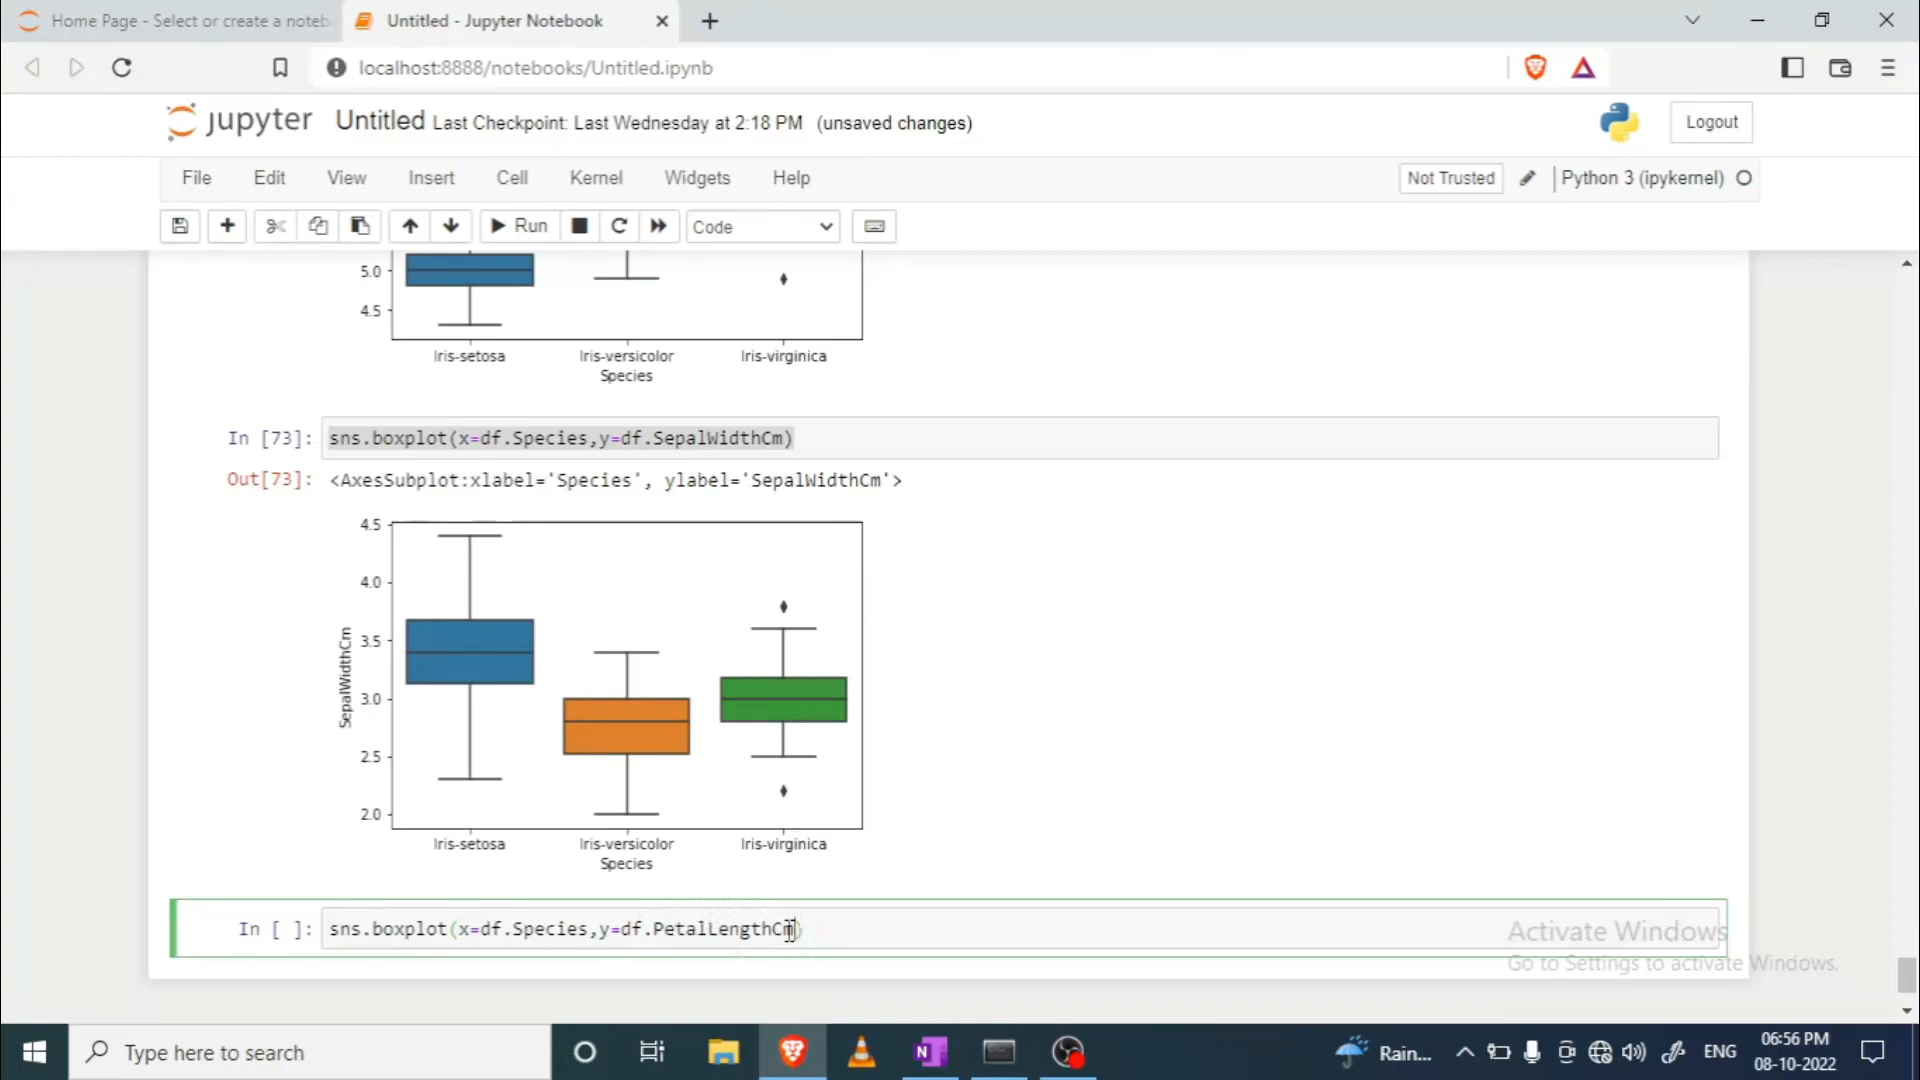 Home Page - Select or create a noteb
Untitled - Jupyter Notebook
localhost:8888/notebooks/Untitled.ipynb
jupyter Untitled Last Checkpoint: Last Wednesday at 2:18 PM (unsaved changes)
Logout
File Edit View Insert Cell Kernel Widgets Help
Not Trusted
Python 3 (ipykernel)
Run
Code
5.0
4.5
Iris-setosa Iris-versicolor Iris-virginica
Species
In [73]: sns.boxplot(x=df.Species,y=df.SepalWidthCm)
Out[73]: <AxesSubplot:xlabel='Species', ylabel='SepalWidthCm'>
4.5
4.0
3.5
3.0
2.5
2.0
SepalWidthCm
Iris-setosa Iris-versicolor Iris-virginica
Species
In [ ]: sns.boxplot(x=df.Species,y=df.PetalLengthCm)
Activate Windows
Go to Settings to activate Windows.
Type here to search
Rain...
ENG
06:56 PM
08-10-2022